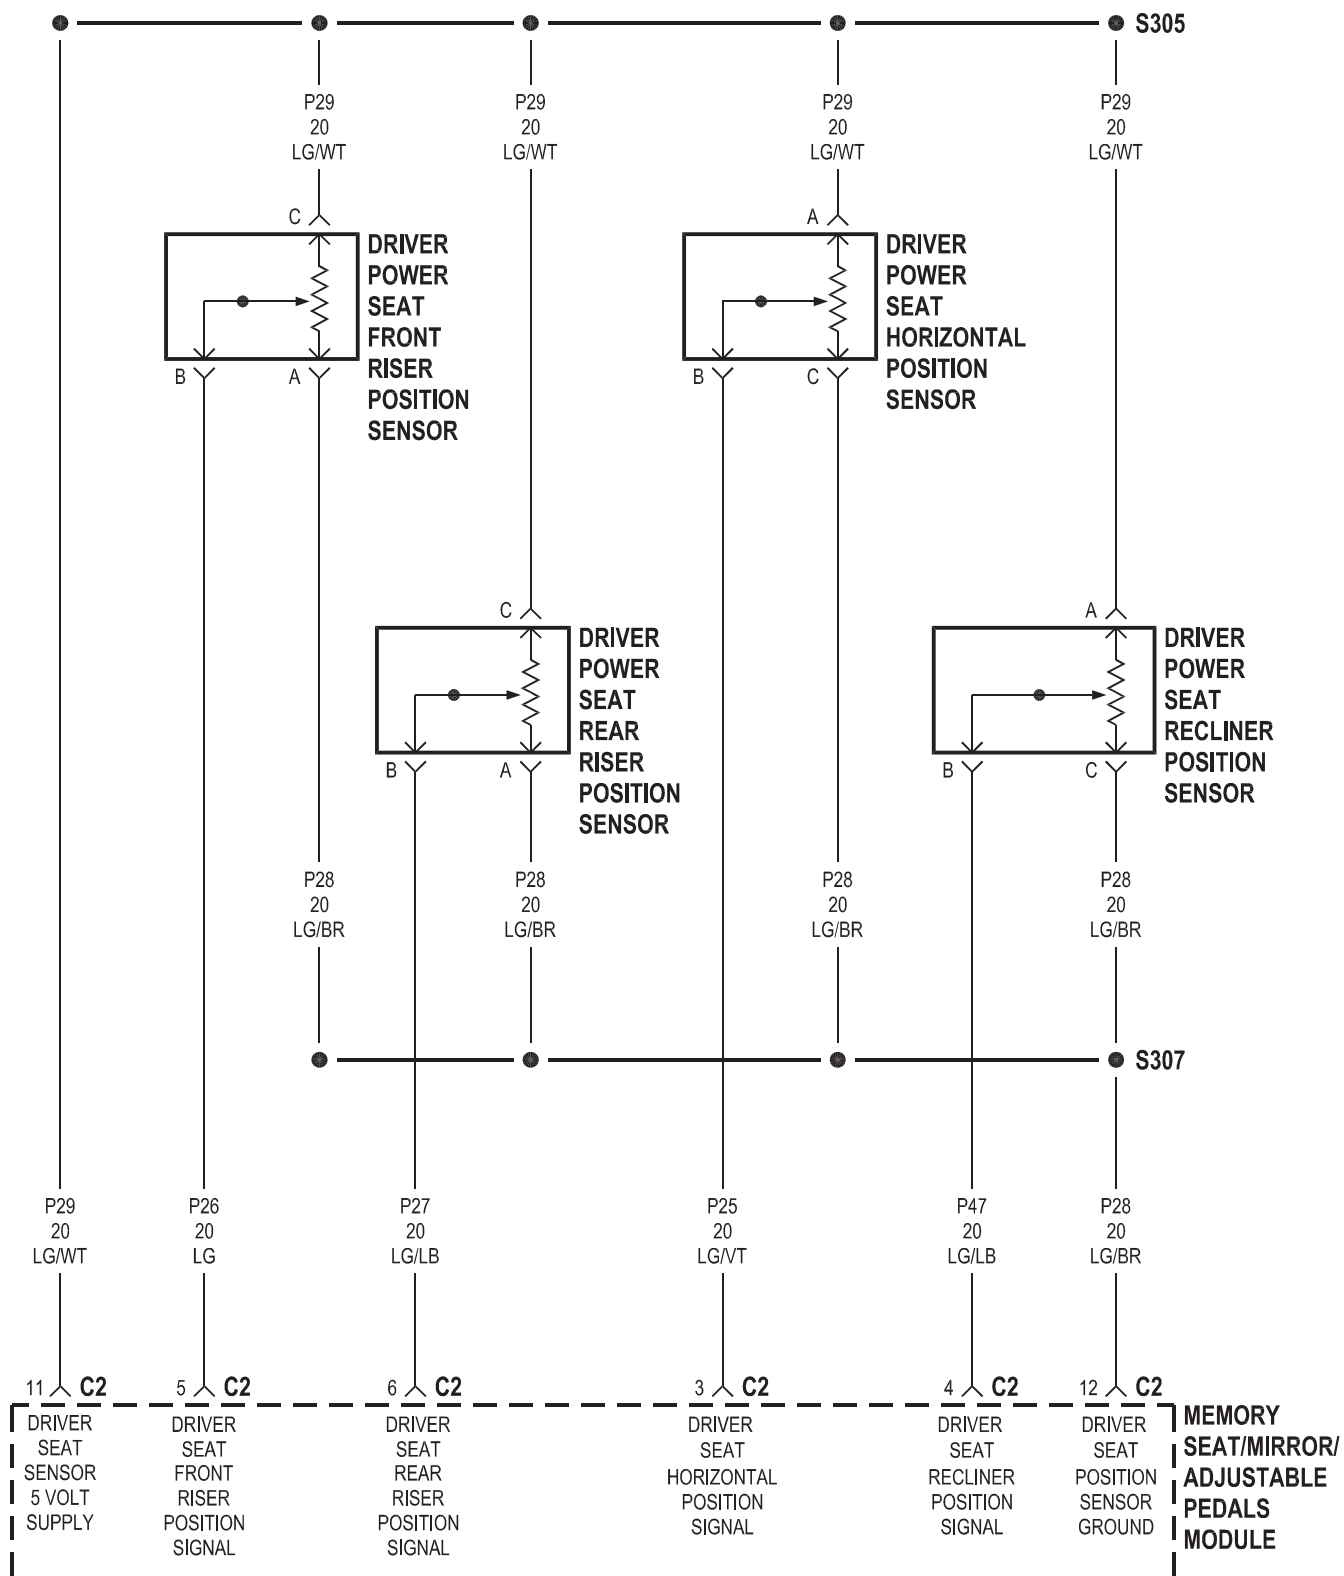 S305
P29
20
LG/WT
P29
20
LG/WT
P29
20
LG/WT
P29
20
LG/WT
C
DRIVER
POWER
SEAT
FRONT
RISER
POSITION
SENSOR
B
A
A
DRIVER
POWER
SEAT
HORIZONTAL
POSITION
SENSOR
B
C
C
DRIVER
POWER
SEAT
REAR
RISER
POSITION
SENSOR
B
A
A
DRIVER
POWER
SEAT
RECLINER
POSITION
SENSOR
B
C
P28
20
LG/BR
P28
20
LG/BR
P28
20
LG/BR
P28
20
LG/BR
S307
P29
20
LG/WT
P26
20
LG
P27
20
LG/LB
P25
20
LG/VT
P47
20
LG/LB
P28
20
LG/BR
11 C2
5 C2
6 C2
3 C2
4 C2
12 C2
DRIVER
SEAT
SENSOR
5 VOLT
SUPPLY
DRIVER
SEAT
FRONT
RISER
POSITION
SIGNAL
DRIVER
SEAT
REAR
RISER
POSITION
SIGNAL
DRIVER
SEAT
HORIZONTAL
POSITION
SIGNAL
DRIVER
SEAT
RECLINER
POSITION
SIGNAL
DRIVER
SEAT
POSITION
SENSOR
GROUND
MEMORY
SEAT/MIRROR/
ADJUSTABLE
PEDALS
MODULE